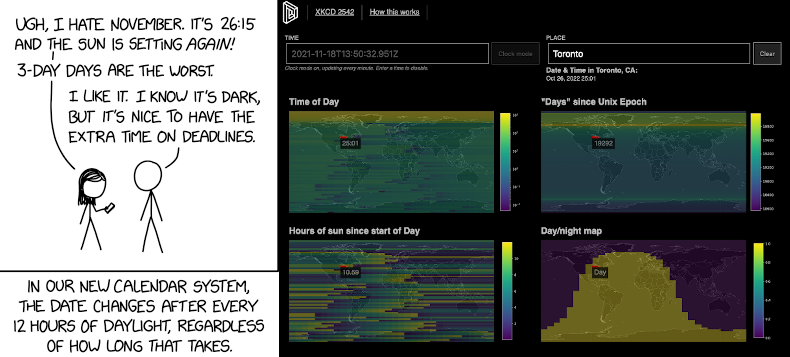 UGH, I HATE NOVEMBER. IT'S 26:15
AND THE SUN IS SETTING AGAIN!
3-DAY DAYS ARE THE WORST.
I LIKE IT. I KNOW IT'S DARK,
BUT IT'S NICE TO HAVE THE
EXTRA TIME ON DEADLINES.
IN OUR NEW CALENDAR SYSTEM,
THE DATE CHANGES AFTER EVERY
12 HOURS OF DAYLIGHT, REGARDLESS
OF HOW LONG THAT TAKES.
XKCD 2542
How this works
TIME
2021-11-18T13:50:32.951Z
Clock mode
Clock mode on, updating every minute. Enter a time to disable.
PLACE
Toronto
Clear
Date & Time in Toronto, CA:
Oct 26, 2022 25:01
Time of Day
25:01
"Days" since Unix Epoch
19292
Hours of sun since start of Day
10.59
Day/night map
Day